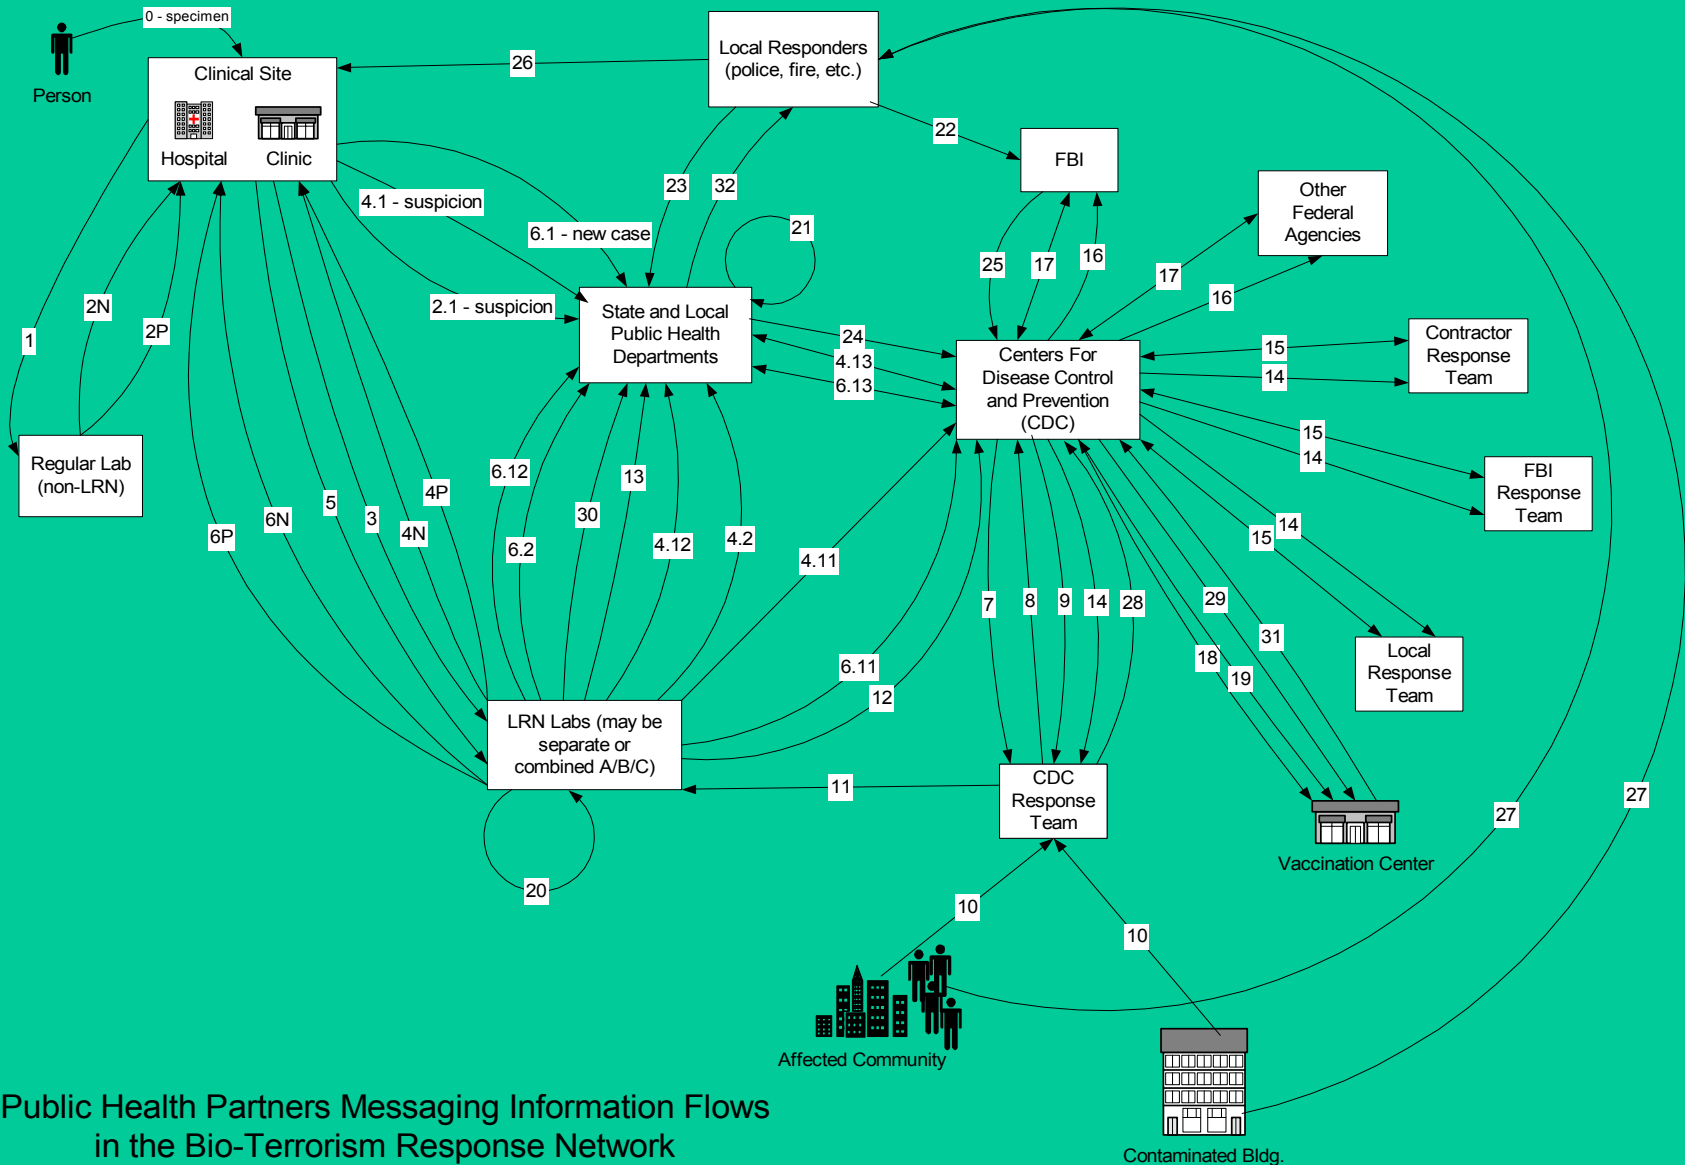 0 - specimen
Person
Clinical Site
Hospital
Clinic
26
Local Responders
(police, fire, etc.)
22
FBI
Other
Federal
Agencies
23
32
4.1 - suspicion
6.1 - new case
21
2.1 - suspicion
25
17
16
17
16
State and Local
Public Health
Departments
24
4.13
6.13
Centers For
Disease Control
and Prevention
(CDC)
15
14
Contractor
Response
Team
1
2N
2P
Regular Lab
(non-LRN)
15
14
FBI
Response
Team
6P
6N
5
3
4N
4P
6.12
6.2
30
13
4.12
4.2
4.11
6.11
12
7
8
9
14
28
14
15
Local
Response
Team
29
31
18
19
LRN Labs (may be
separate or
combined A/B/C)
11
CDC
Response
Team
20
Vaccination Center
27
27
10
10
Affected Community
Contaminated Bldg.
Public Health Partners Messaging Information Flows
in the Bio-Terrorism Response Network